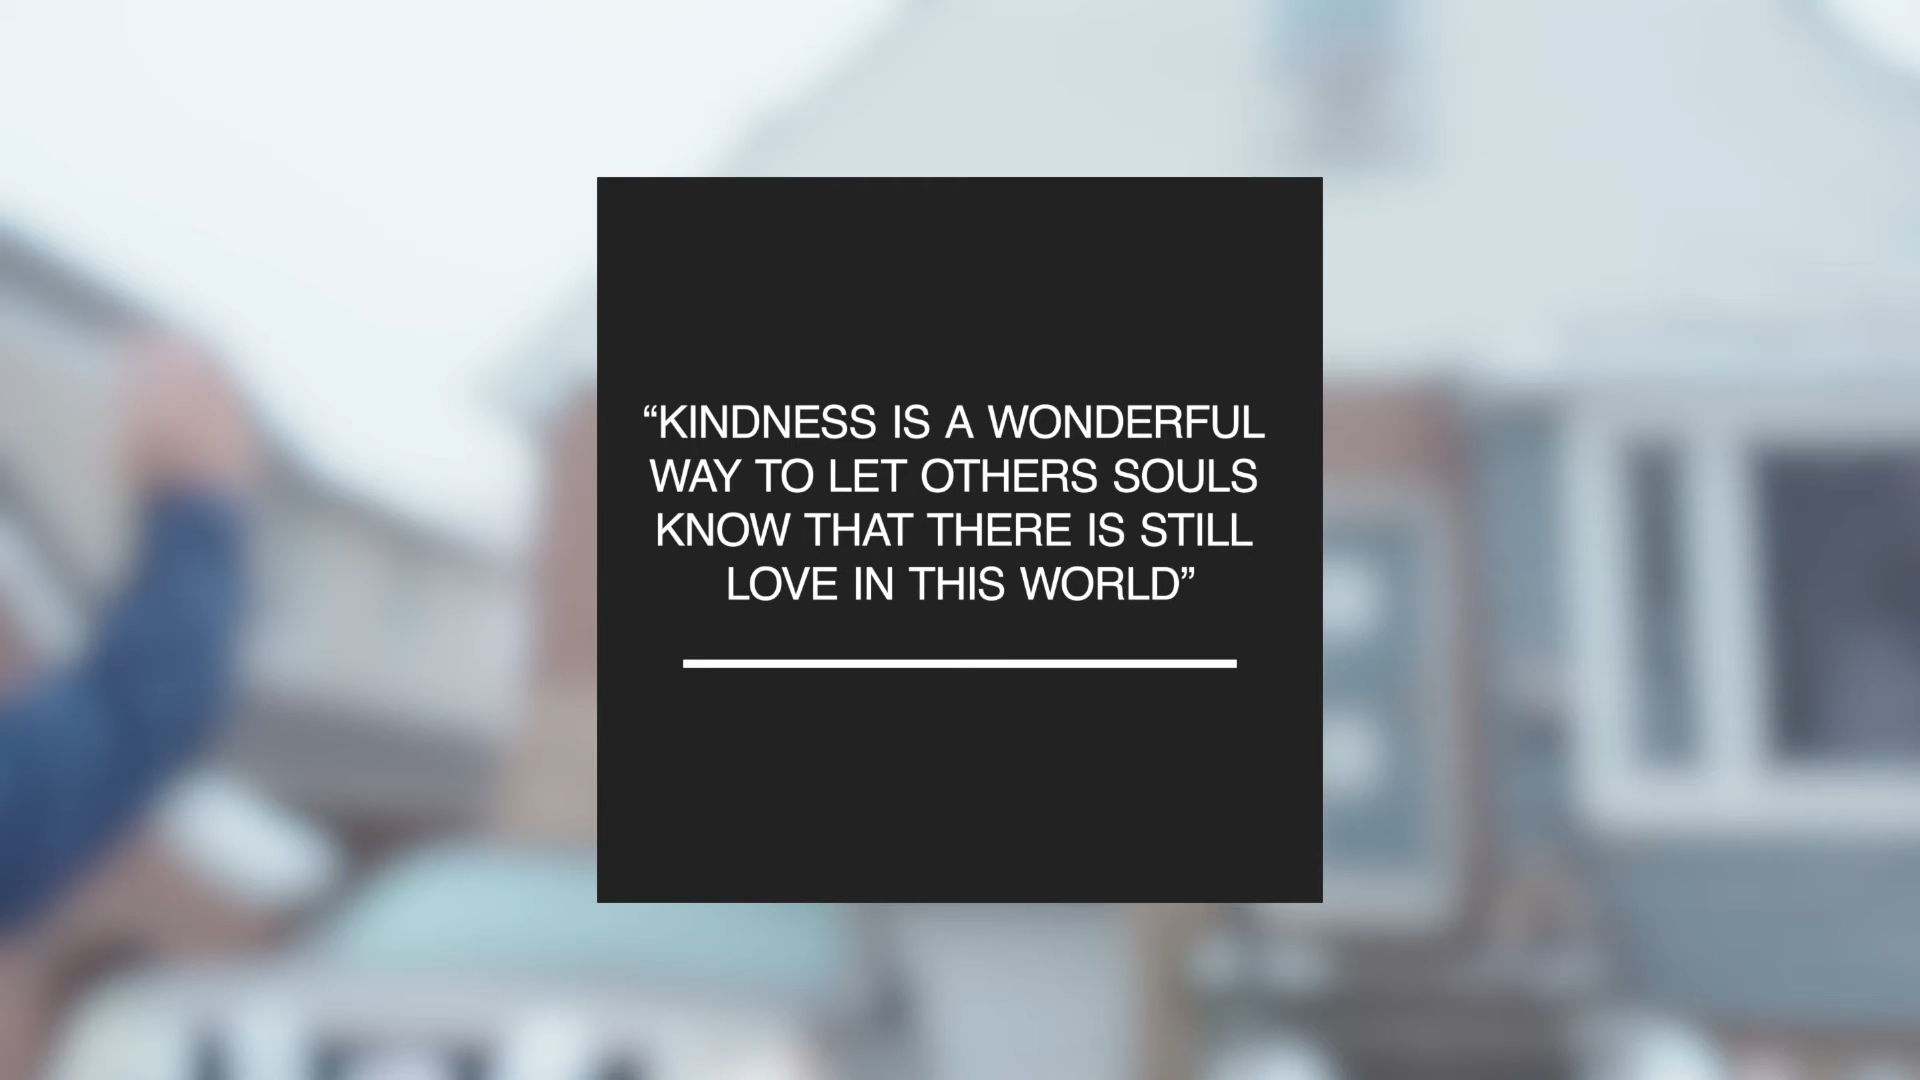 “KINDNESS IS A WONDERFUL
WAY TO LET OTHERS SOULS
KNOW THAT THERE IS STILL
LOVE IN THIS WORLD”